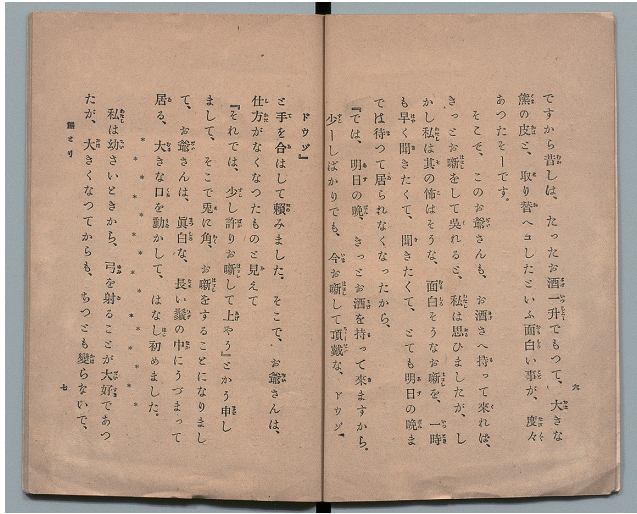 ですから昔しは、たったお酒一升でもつて、大きな
熊の皮と、取り替へコしたといふ面白い事が、度々
あつたそーです。
そこで、このお爺さんも、お酒さへ持って来れば、
きっとお噺をして呉れると、私は思ひましたが、し
かし私は其の怖はそうな、面白そうなお噺を、一時
も早く聞きたくて、聞きたくて、とても明日の晩ま
では待つて居られなくなったから、
『では、明日の晩、きっとお酒を持って来ますから。
少ーしばかりでも、今お噺して頂戴な、ドウゾ。
六
ドウゾ』
と手を合はして頼みました、そこで、お爺さんは、
仕方がなくなつたものと見えて
『それでは、少し許りお噺して上やう』とかう申し
まして、そこで兎に角、お噺をすることになりまし
て、お爺さんは、眞白な、長い鬚の中にうづまって
居る、大きな口を動かして、はなし初めました。
* * * * * * * * * *
私は幼さいときから、弓を射ることが大好であつ
たが、大きくなつてからも、ちつとも變らないで、
七